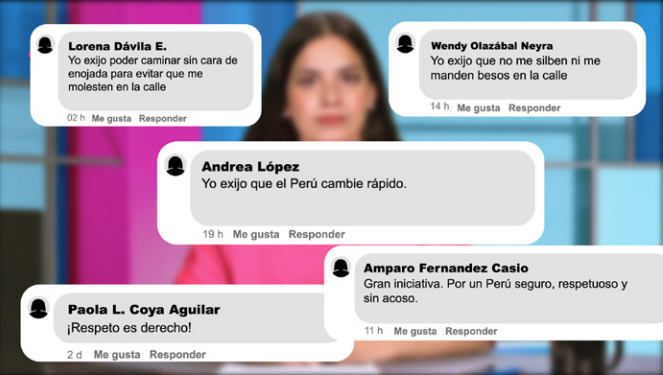 Lorena Dávila E.
Yo exijo poder caminar sin cara de
enojada para evitar que me
molesten en la calle
02 h Me gusta Responder
Wendy Olazábal Neyra
Yo exijo que no me silben ni me
manden besos en la calle
14 h Me gusta Responder
Andrea López
Yo exijo que el Perú cambie rápido.
19 h Me gusta Responder
Amparo Fernandez Casio
Gran iniciativa. Por un Perú seguro, respetuoso y
sin acoso.
11 h Me gusta Responder
Paola L. Coya Aguilar
¡Respeto es derecho!
2 d Me gusta Responder